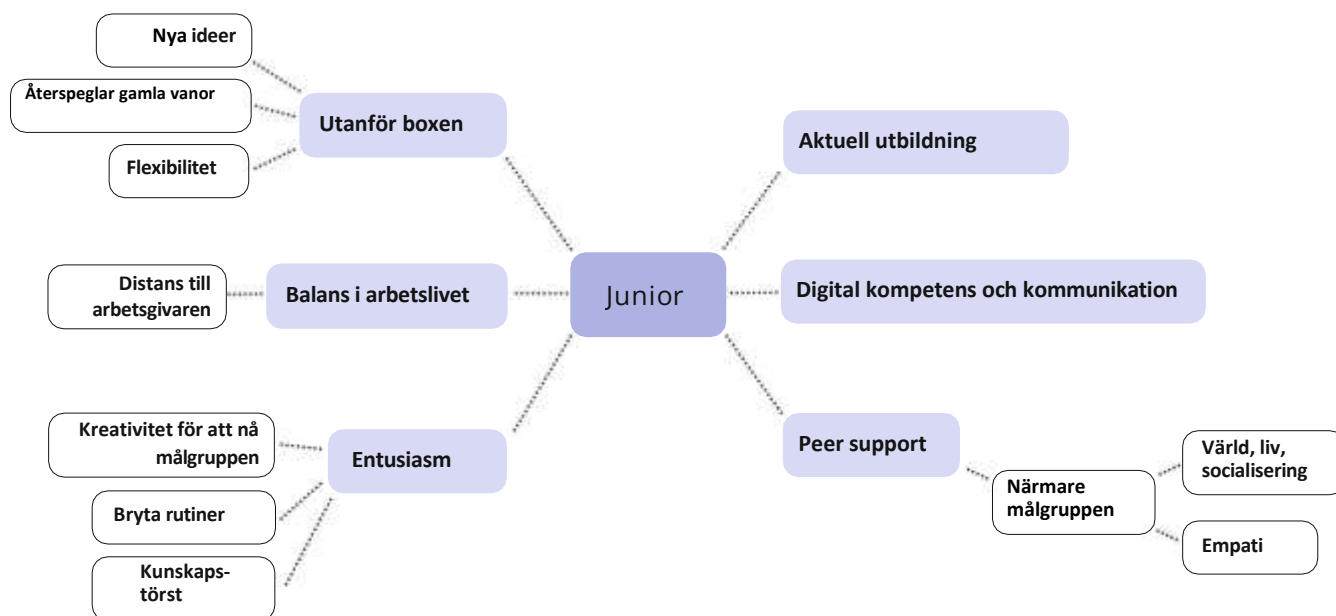 Nya ideer
Återspeglar gamla vanor
Flexibilitet
Utanför boxen
Aktuell utbildning
Distans till
arbetsgivaren
Balans i arbetslivet
Junior
Digital kompetens och kommunikation
Kreativitet för att nå
målgruppen
Bryta rutiner
Kunskaps-
törst
Entusiasm
Peer support
Närmare
målgruppen
Värld, liv,
socialisering
Empati